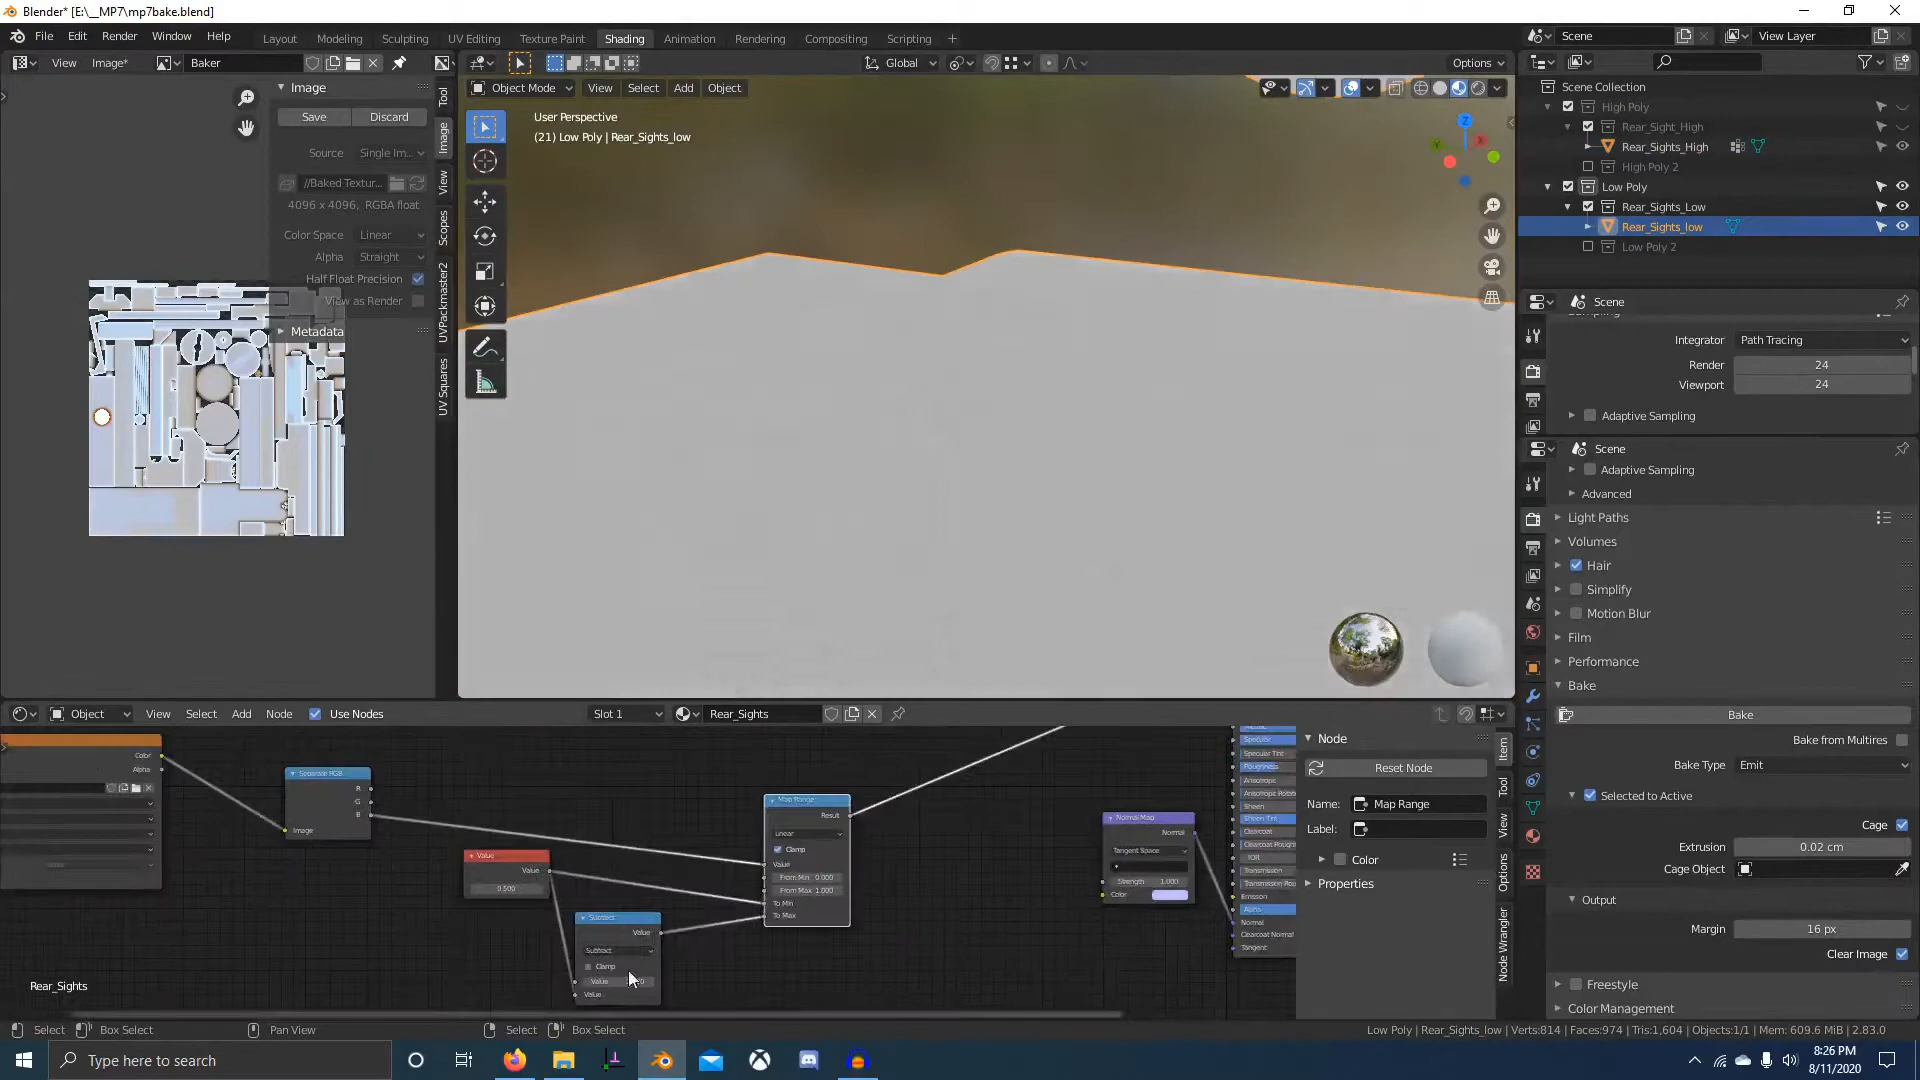 Blender* [E:\__MP7\mp7bake.blend]
File Edit Render Window Help
Layout Modeling Sculpting UV Editing Texture Paint Shading Animation Rendering Compositing Scripting +
Scene
View Layer
View Image*
Baker
Global
Options
Object Mode View Select Add Object
User Perspective
(21) Low Poly | Rear_Sights_low
Image
Save Discard
Source Single Im...
//Baked Textur...
4096 x 4096, RGBA float
Color Space Linear
Alpha Straight
Half Float Precision
View as Render
Metadata
Tool
Image
View
Scopes
UVPackmaster2
UV Squares
Z
Y
X
Scene Collection
High Poly
Rear_Sight_High
Rear_Sights_High
High Poly 2
Low Poly
Rear_Sights_Low
Rear_Sights_low
Low Poly 2
Scene
Sampling
Integrator Path Tracing
Render 24
Viewport 24
Adaptive Sampling
Scene
Adaptive Sampling
Advanced
Light Paths
Volumes
Hair
Simplify
Motion Blur
Film
Performance
Bake
Bake
Bake from Multires
Bake Type Emit
Selected to Active
Cage
Extrusion 0.02 cm
Cage Object
Output
Margin 16 px
Clear Image
Freestyle
Color Management
Object View Select Add Node Use Nodes
Slot 1
Rear_Sights
Color
Alpha
Separate RGB
R
G
B
Image
Value
Value
0.500
Subtract
Value
Subtract
Clamp
Value
Value
Map Range
Result
Linear
Clamp
Value
From Min 0.000
From Max 1.000
To Min
To Max
Normal Map
Normal
Tangent Space
Strength 1.000
Color
Specular
Specular Tint
Roughness
Anisotropic
Anisotropic Rotat
Sheen
Sheen Tint
Clearcoat
Clearcoat Rough
IOR
Transmission
Transmission Rou
Emission
Alpha
Normal
Clearcoat Normal
Tangent
Node
Reset Node
Name: Map Range
Label:
Color
Properties
Item
Tool
View
Options
Node Wrangler
Rear_Sights
Select Box Select Pan View Select Box Select
Low Poly | Rear_Sights_low | Verts:814 | Faces:974 | Tris:1,604 | Objects:1/1 | Mem: 609.6 MiB | 2.83.0
Type here to search
8:26 PM
8/11/2020